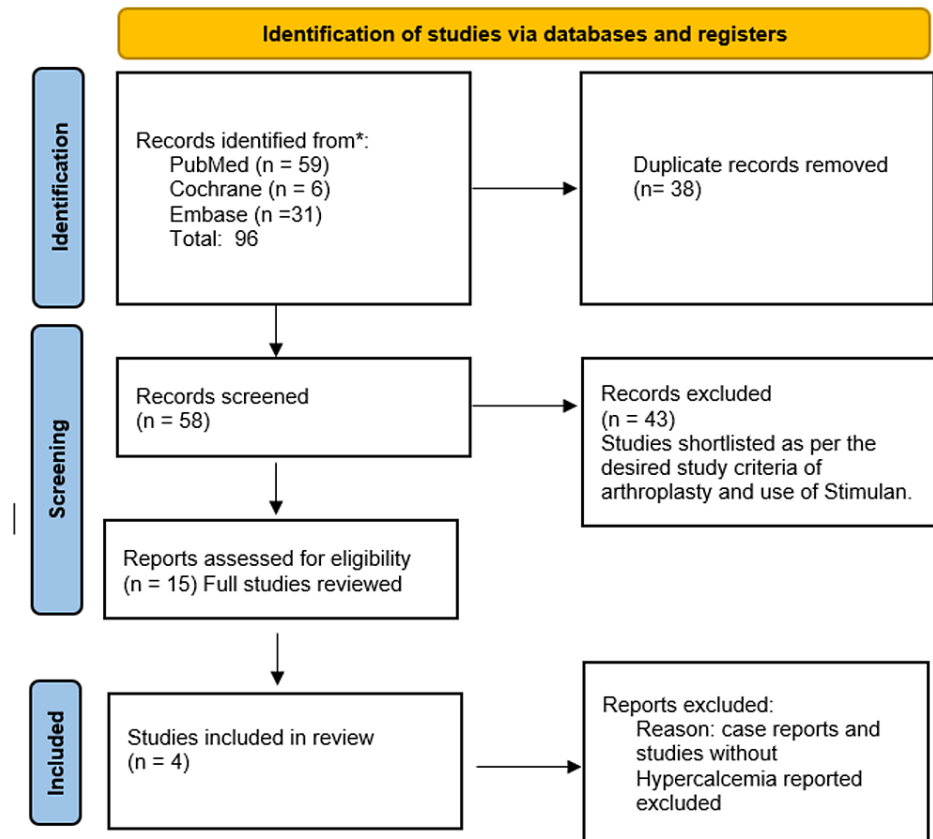 Identification of studies via databases and registers
Identification
Records identified from*:
PubMed (n = 59)
Cochrane (n = 6)
Embase (n =31)
Total: 96
Duplicate records removed
(n= 38)
Screening
Records screened
(n = 58)
Records excluded
(n = 43)
Studies shortlisted as per the
desired study criteria of
arthroplasty and use of Stimulan.
Reports assessed for eligibility
(n = 15) Full studies reviewed
Included
Studies included in review
(n = 4)
Reports excluded:
Reason: case reports and
studies without
Hypercalcemia reported
excluded